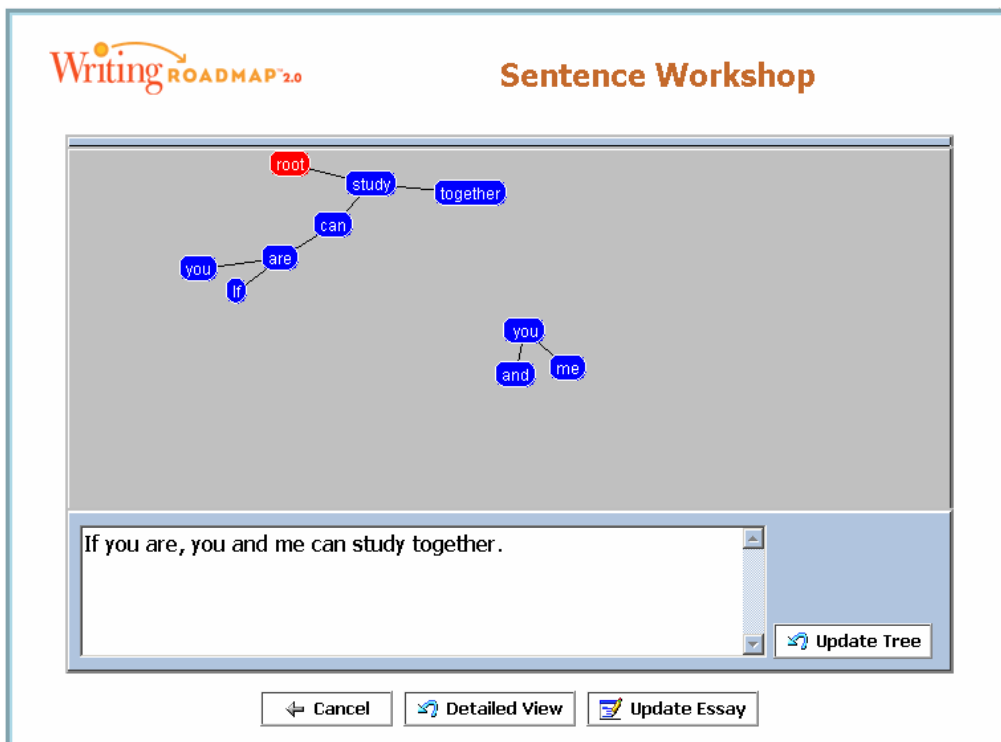 Writing ROADMAP™ 2.0
Sentence Workshop
root
study
together
can
are
you
If
you
and
me
If you are, you and me can study together.
Update Tree
Cancel
Detailed View
Update Essay